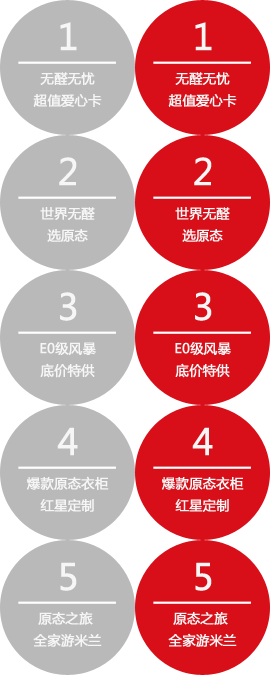 1
无醛无忧
超值爱心卡
1
无醛无忧
超值爱心卡
2
世界无醛
选原态
2
世界无醛
选原态
3
E0级风暴
底价特供
3
E0级风暴
底价特供
4
爆款原态衣柜
红星定制
4
爆款原态衣柜
红星定制
5
原态之旅
全家游米兰
5
原态之旅
全家游米兰